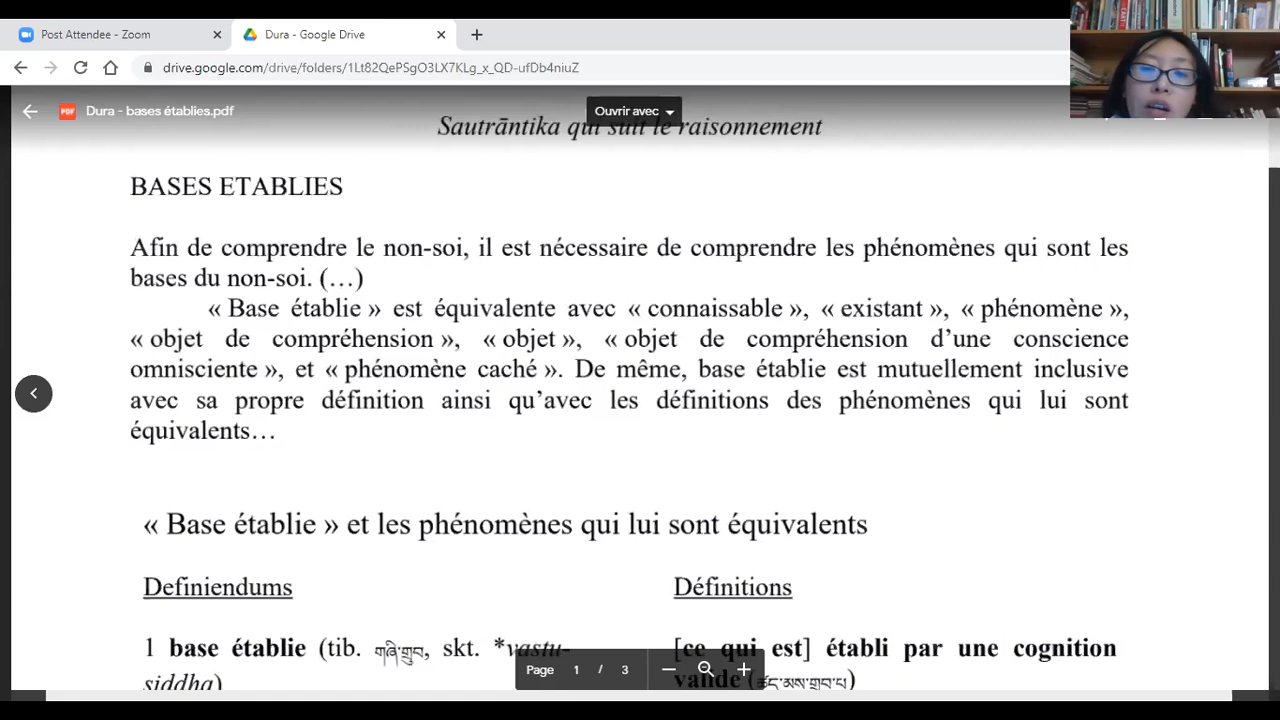 Post Attendee - Zoom
Dura - Google Drive
drive.google.com/drive/folders/1Lt82QePSgO3LX7KLg_x_QD-ufDb4niuZ
Dura - bases établies.pdf
Ouvrir avec
Sautrāntika qui suit le raisonnement
BASES ETABLIES
Afin de comprendre le non-soi, il est nécessaire de comprendre les phénomènes qui sont les
bases du non-soi. (…)
« Base établie » est équivalente avec « connaissable », « existant », « phénomène »,
« objet de compréhension », « objet », « objet de compréhension d’une conscience
omnisciente », et « phénomène caché ». De même, base établie est mutuellement inclusive
avec sa propre définition ainsi qu’avec les définitions des phénomènes qui lui sont
équivalents…
« Base établie » et les phénomènes qui lui sont équivalents
Definiendums Définitions
1 base établie (tib. གཞི་གྲུབ, skt. *vastu-
siddha)
[ce qui est] établi par une cognition
valide (ཚད་མས་གྲུབ་པ)
Page 1 / 3